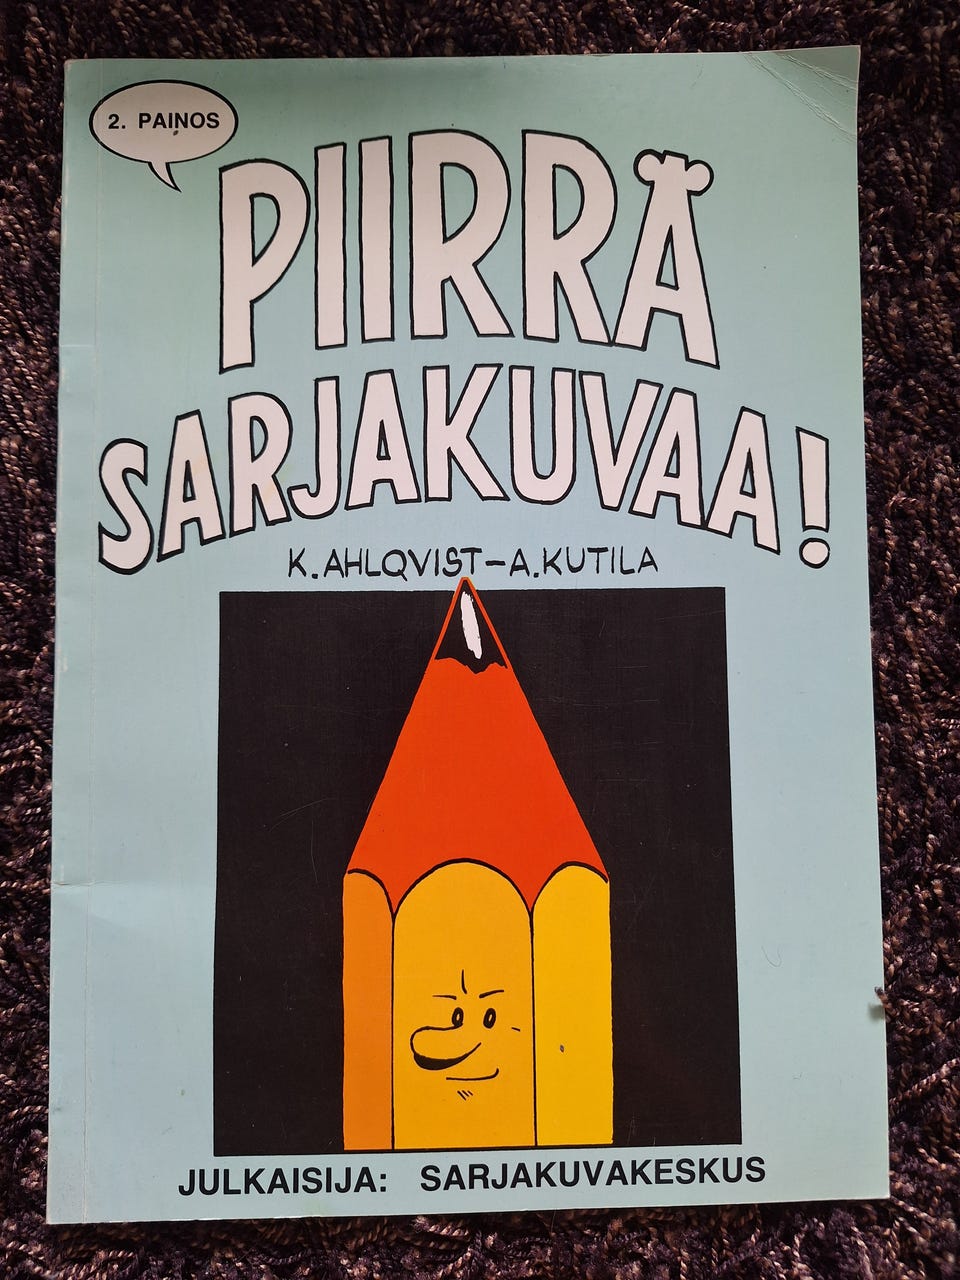 2. PAINOS
PIIRRÄ
SARJAKUVAA!
K. AHLQVIST-A. KUTILA
JULKAISIJA: SARJAKUVAKESKUS